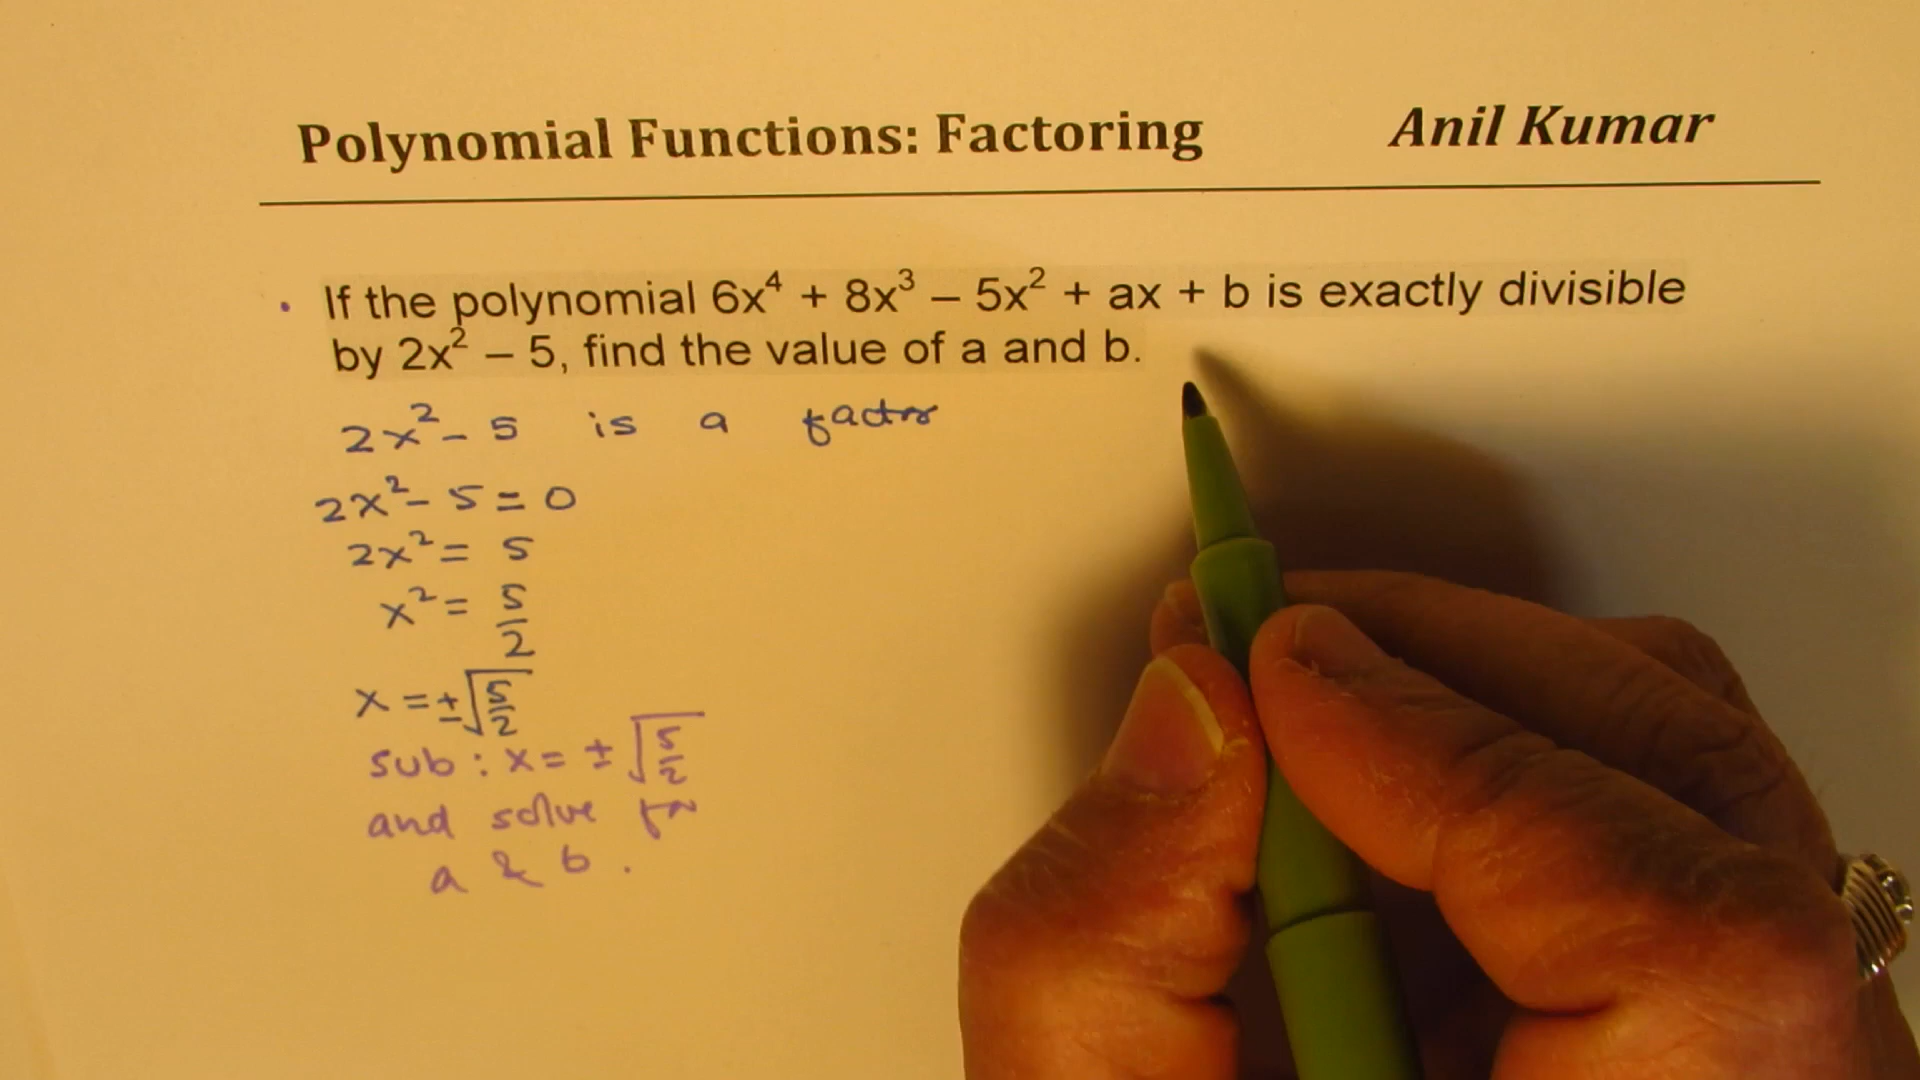 Polynomial Functions: Factoring Anil Kumar
• If the polynomial 6x⁴ + 8x³ – 5x² + ax + b is exactly divisible
by 2x² – 5, find the value of a and b.
2x² - 5 is a factor
2x² - 5 = 0
2x² = 5
x² = 5/2
x = ±√(5/2)
sub : x = ±√(5/2)
and solve for
a & b .